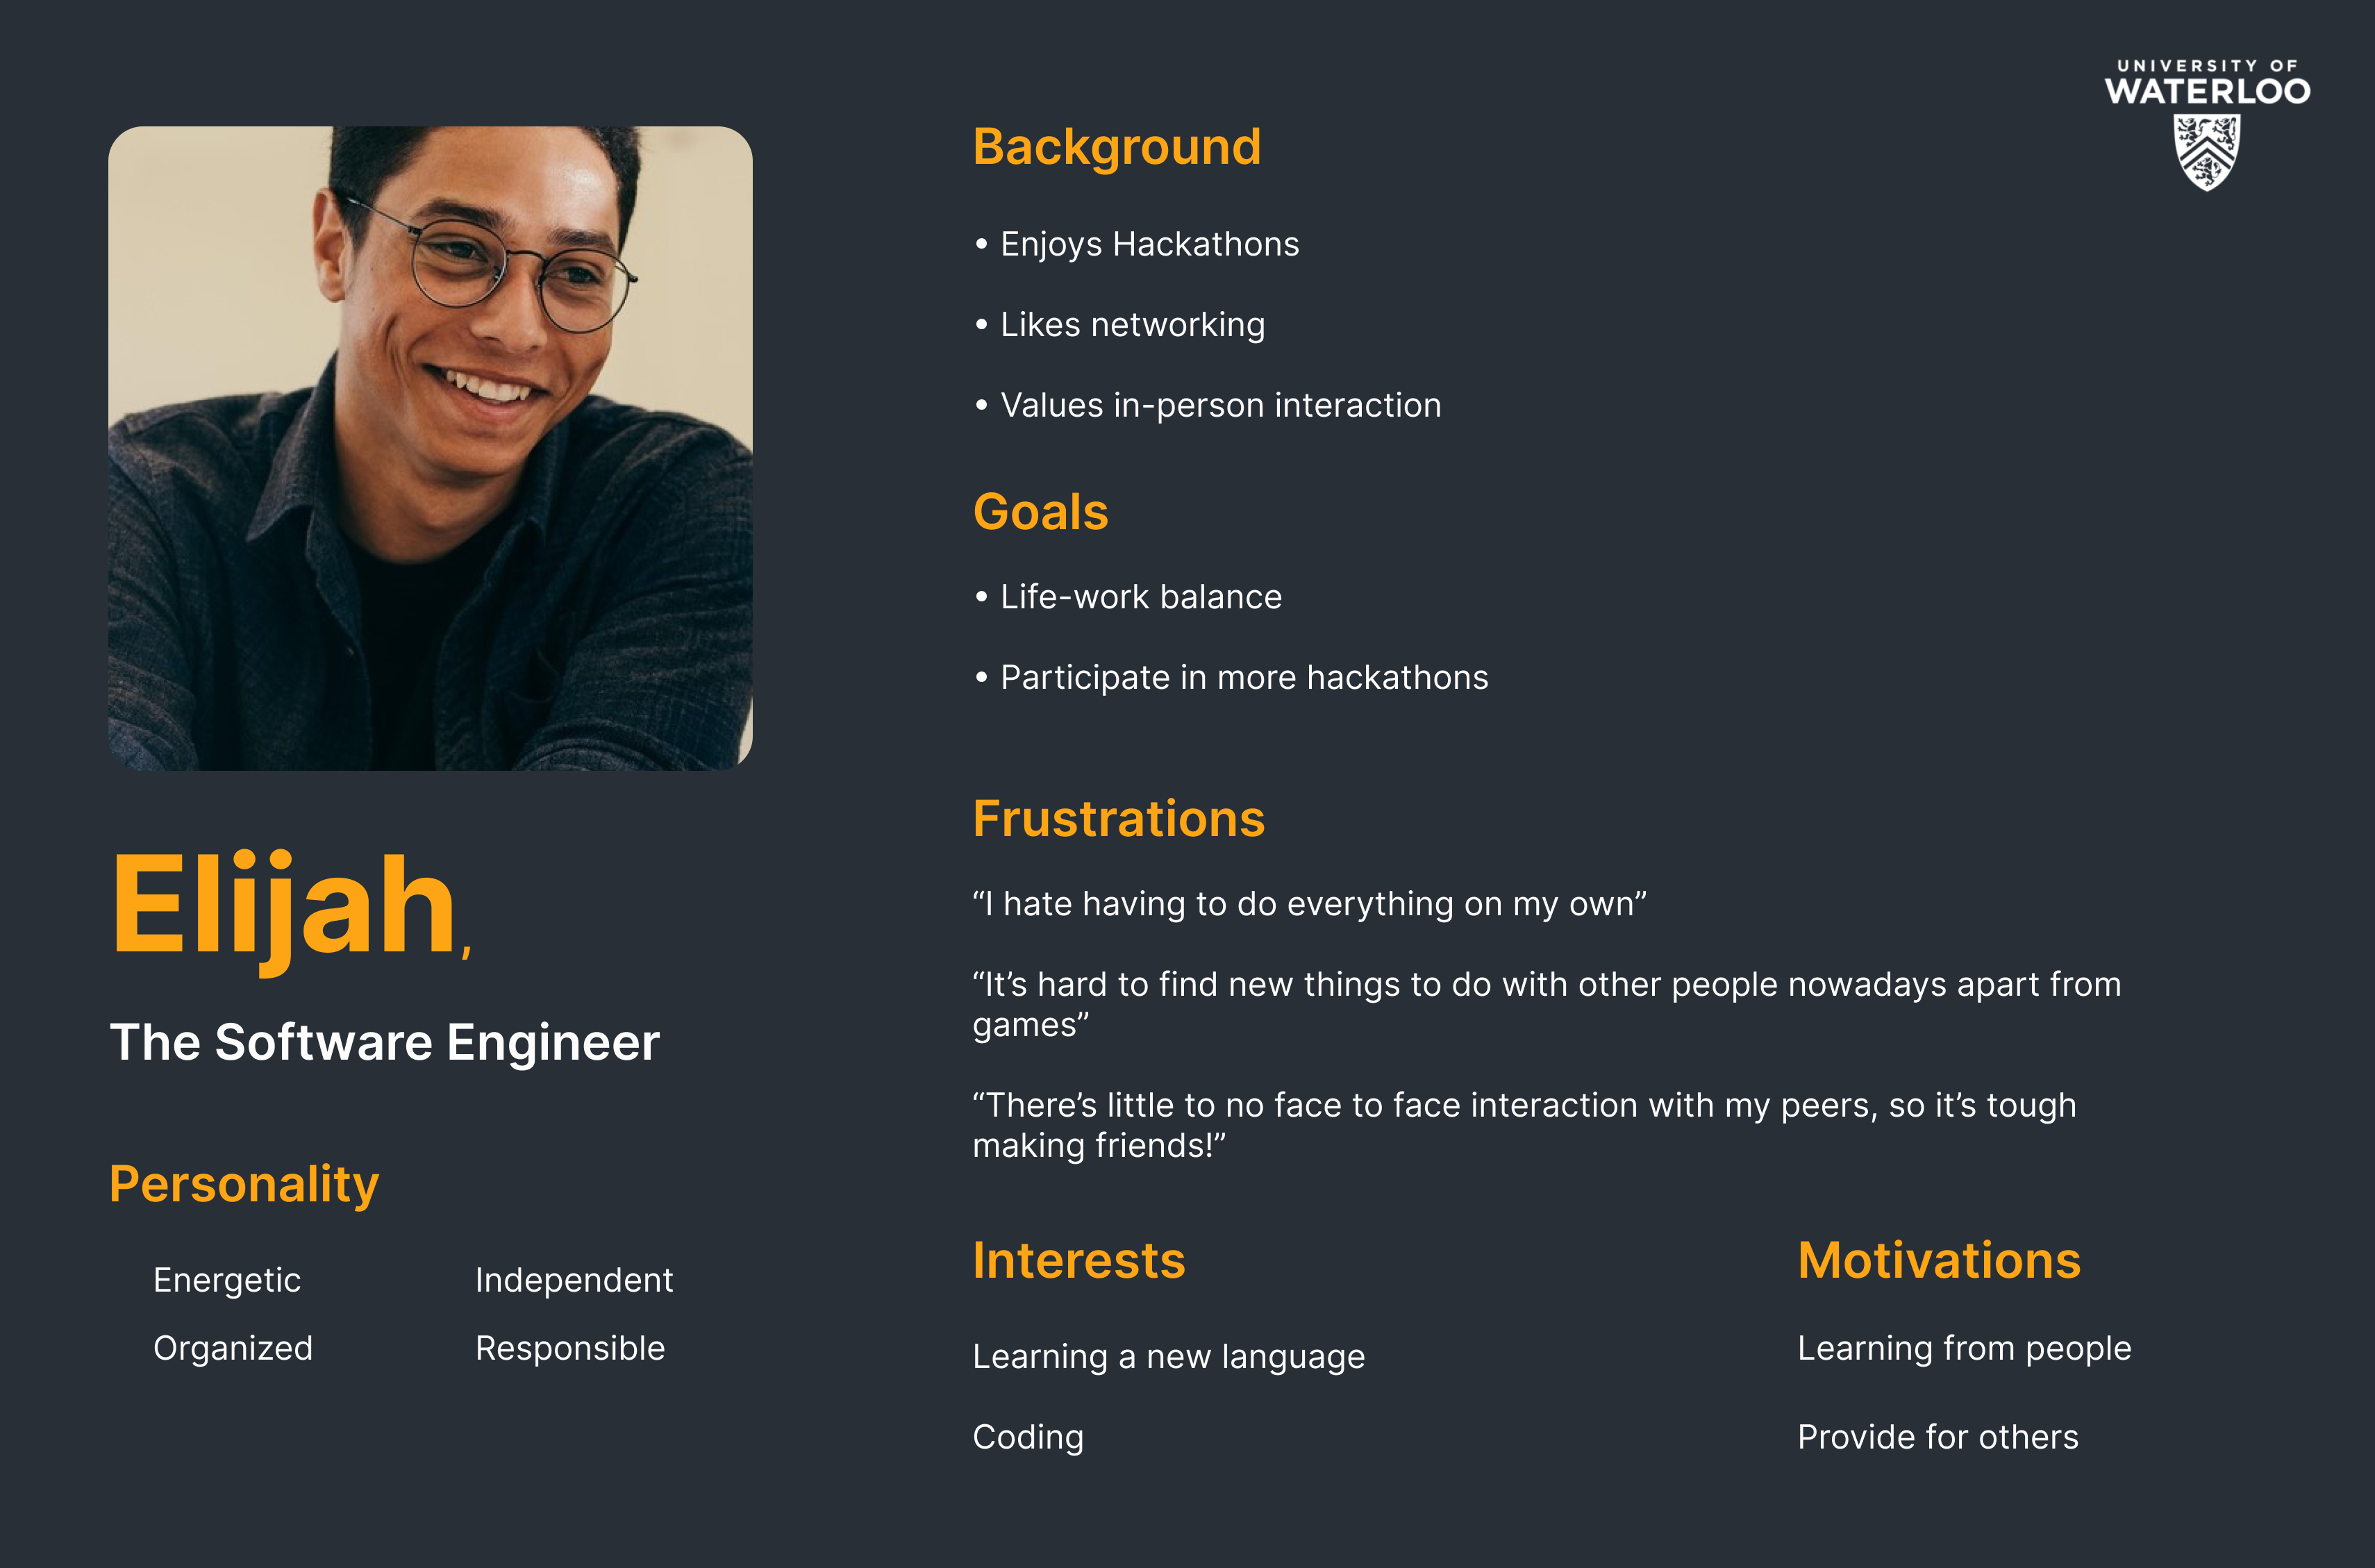 UNIVERSITY OF
WATERLOO
Elijah,
The Software Engineer
Personality
Energetic
Independent
Organized
Responsible
Background
• Enjoys Hackathons
• Likes networking
• Values in-person interaction
Goals
• Life-work balance
• Participate in more hackathons
Frustrations
“I hate having to do everything on my own”
“It’s hard to find new things to do with other people nowadays apart from
games”
“There’s little to no face to face interaction with my peers, so it’s tough
making friends!”
Interests
Learning a new language
Coding
Motivations
Learning from people
Provide for others